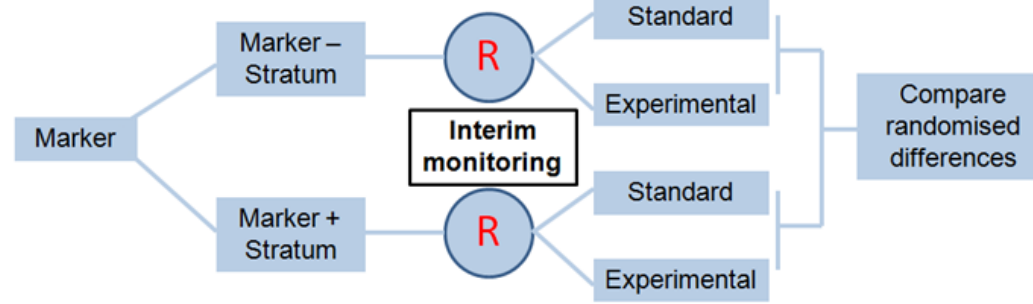 Marker
Marker –
Stratum
R
Standard
Experimental
Interim
monitoring
Marker +
Stratum
R
Standard
Experimental
Compare
randomised
differences